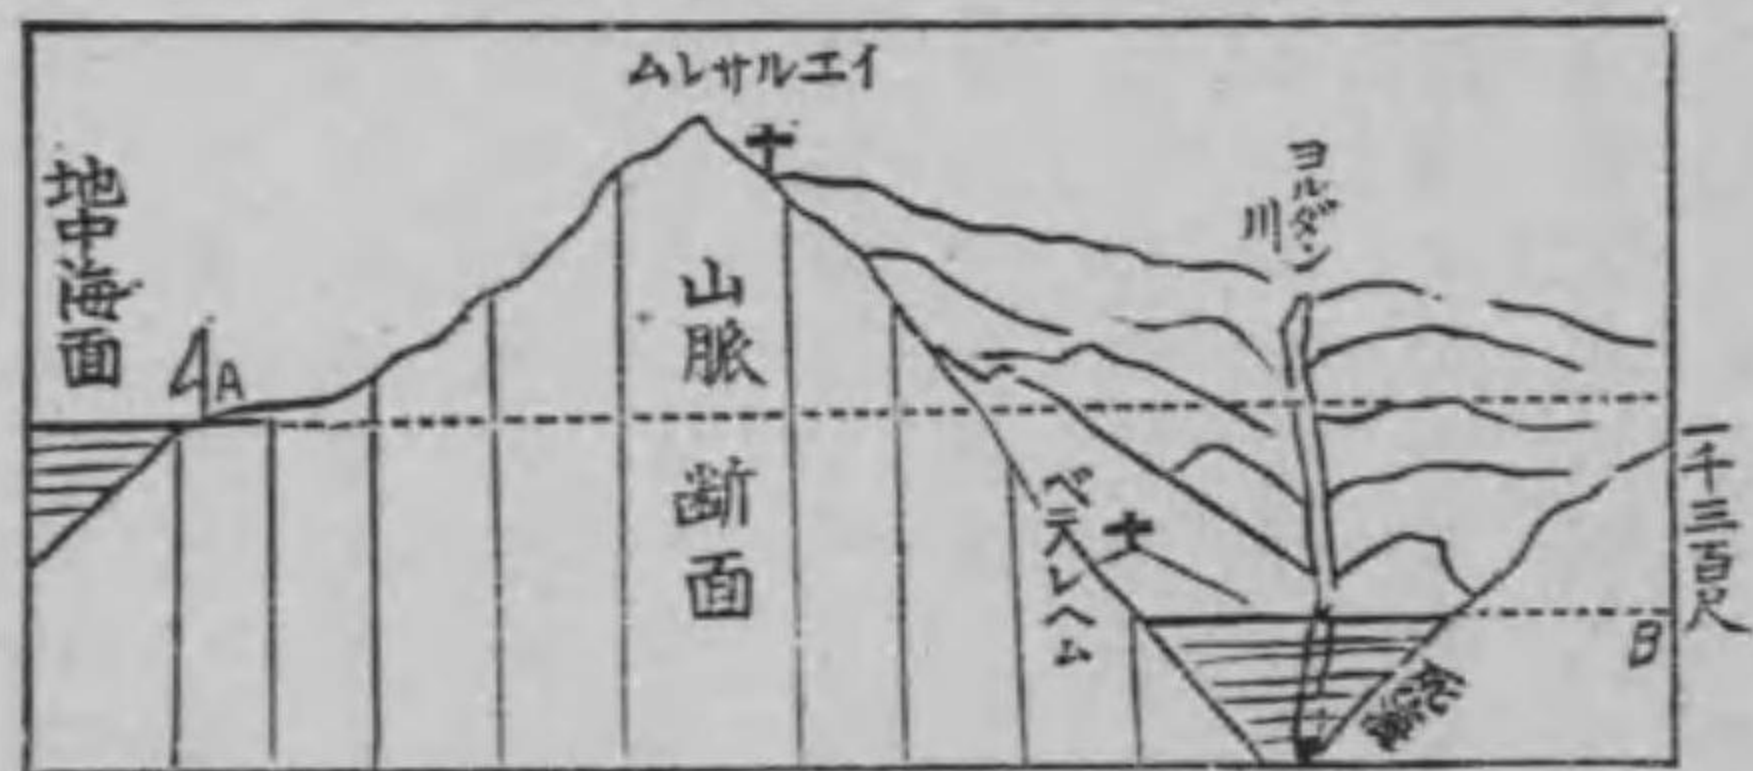 イエルサレム
ヨルダン
川
地中海面
A
山脈
断面
ベテレヘム
一千三百尺
B